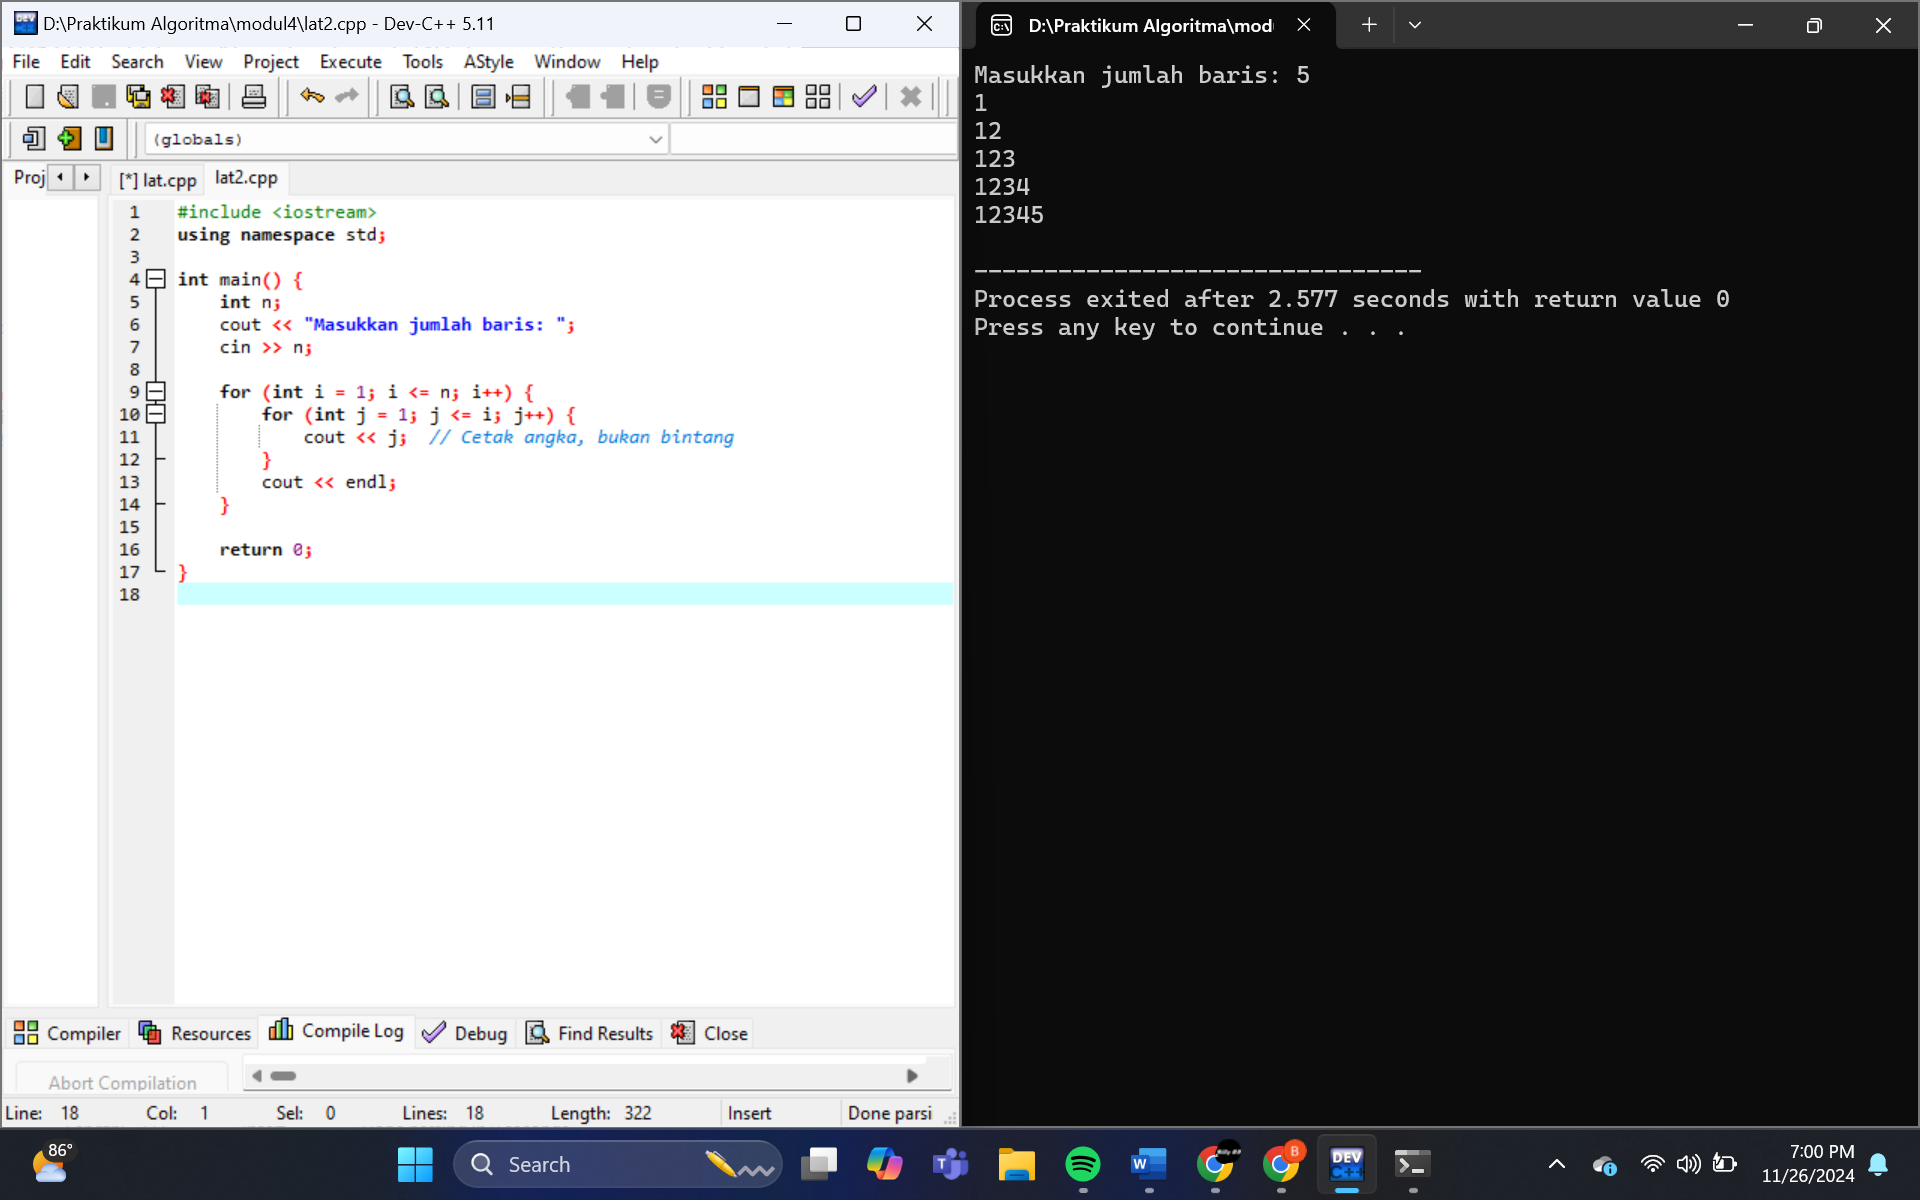 D:\Praktikum Algoritma\modul4\lat2.cpp - Dev-C++ 5.11
File Edit Search View Project Execute Tools AStyle Window Help
(globals)
Proj [*] lat.cpp lat2.cpp
1 #include <iostream>
2 using namespace std;
3
4 int main() {
5 int n;
6 cout << "Masukkan jumlah baris: ";
7 cin >> n;
8
9 for (int i = 1; i <= n; i++) {
10 for (int j = 1; j <= i; j++) {
11 cout << j; // Cetak angka, bukan bintang
12 }
13 cout << endl;
14 }
15
16 return 0;
17 }
18
Compiler Resources Compile Log Debug Find Results Close
Abort Compilation
Line: 18 Col: 1 Sel: 0 Lines: 18 Length: 322 Insert Done parsi
D:\Praktikum Algoritma\mod
Masukkan jumlah baris: 5
1
12
123
1234
12345
--------------------------------
Process exited after 2.577 seconds with return value 0
Press any key to continue . . .
86°
Search
DEV C++
B
7:00 PM
11/26/2024